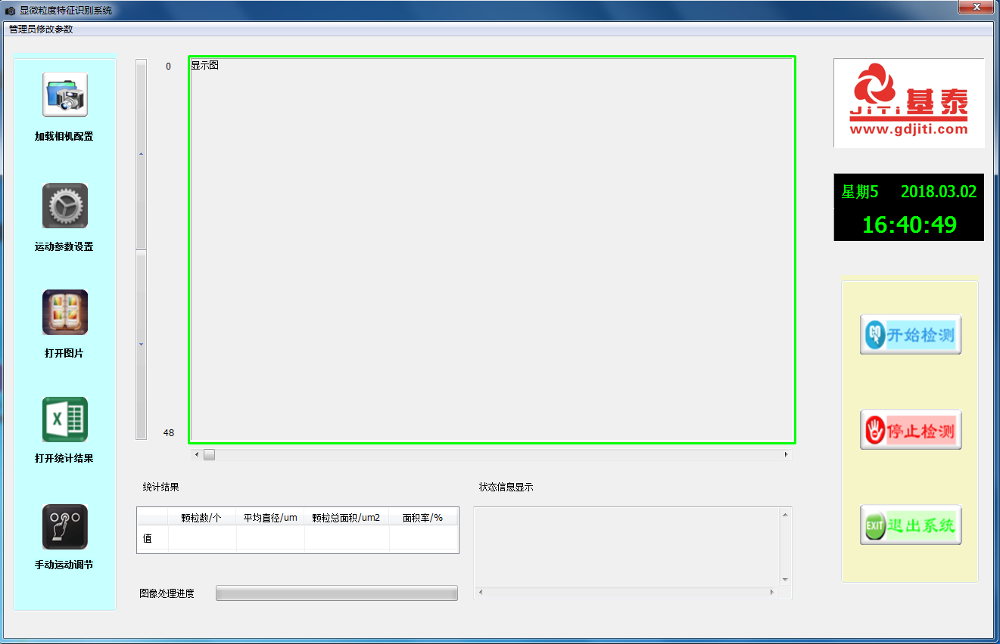 显微粒度特征识别系统
管理员修改参数
加载相机配置
运动参数设置
打开图片
打开统计结果
手动运动调节
0
48
显示图
统计结果
颗粒数/个 平均直径/um 颗粒总面积/um2 面积率/%
值
图像处理进度
状态信息显示
JiTi 基泰
www.gdjiti.com
星期5 2018.03.02
16:40:49
GO 开始检测
停止检测
EXIT 退出系统